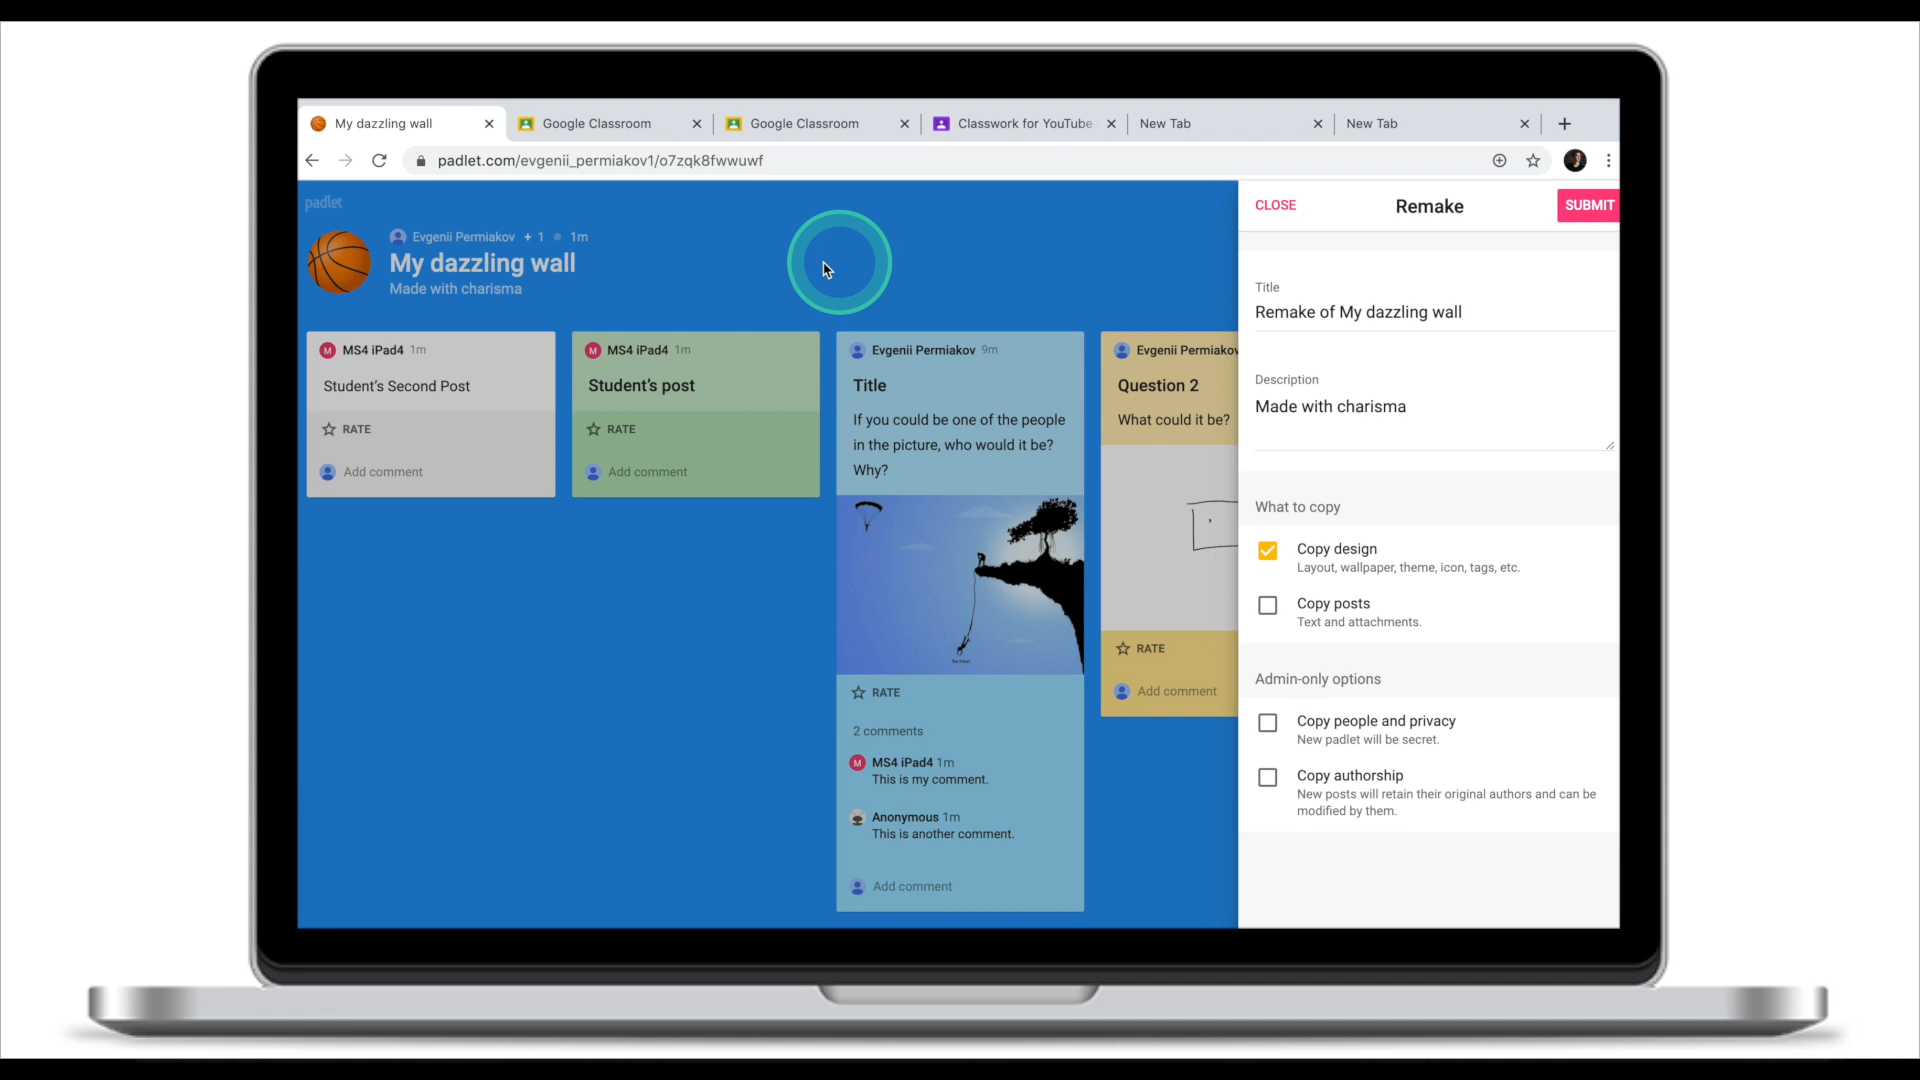 My dazzling wall
Google Classroom
Google Classroom
Classwork for YouTube
New Tab
New Tab
padlet.com/evgenii_permiakov1/o7zqk8fwwuwf
padlet
Evgenii Permiakov + 1 1m
My dazzling wall
Made with charisma
M MS4 iPad4 1m
Student's Second Post
RATE
Add comment
M MS4 iPad4 1m
Student's post
RATE
Add comment
Evgenii Permiakov 9m
Title
If you could be one of the people
in the picture, who would it be?
Why?
RATE
2 comments
M MS4 iPad4 1m
This is my comment.
Anonymous 1m
This is another comment.
Add comment
Evgenii Permiakov
Question 2
What could it be?
RATE
Add comment
CLOSE
Remake
SUBMIT
Title
Remake of My dazzling wall
Description
Made with charisma
What to copy
Copy design
Layout, wallpaper, theme, icon, tags, etc.
Copy posts
Text and attachments.
Admin-only options
Copy people and privacy
New padlet will be secret.
Copy authorship
New posts will retain their original authors and can be
modified by them.